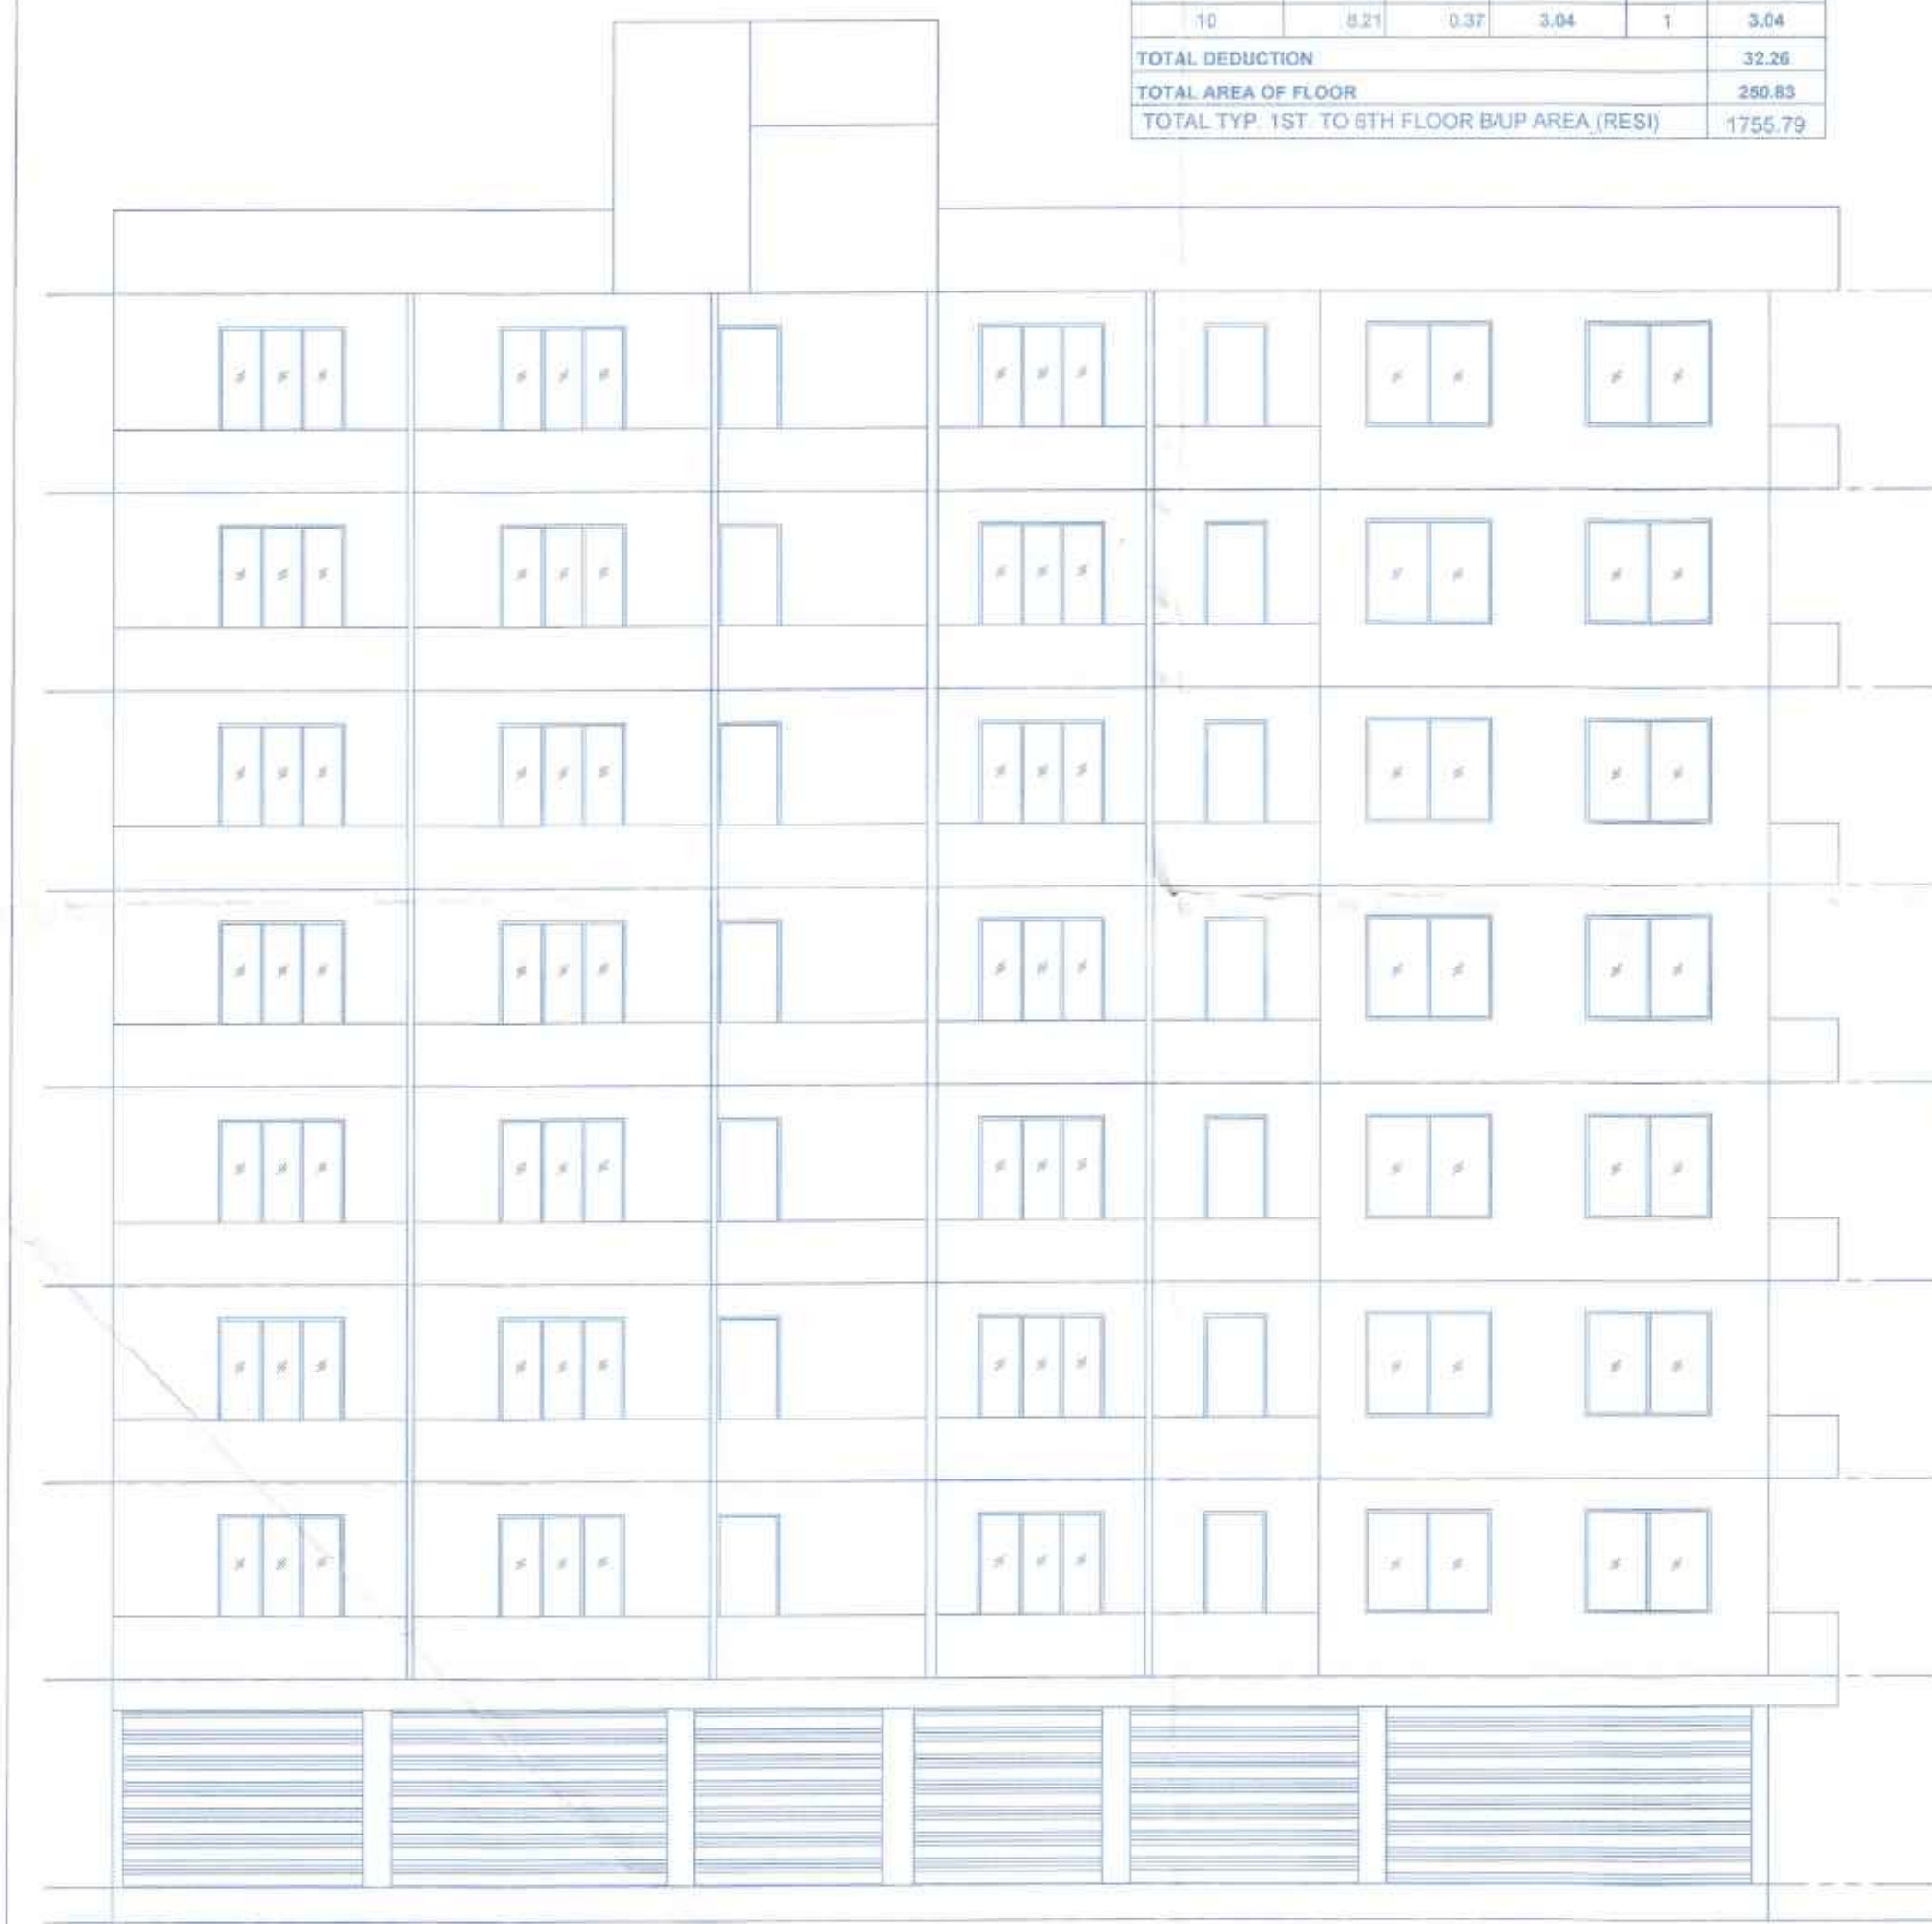 10 8.21 0.37 3.04 1 3.04
TOTAL DEDUCTION 32.26
TOTAL AREA OF FLOOR 250.83
TOTAL TYP. 1ST TO 6TH FLOOR B/UP AREA (RESI) 1755.79